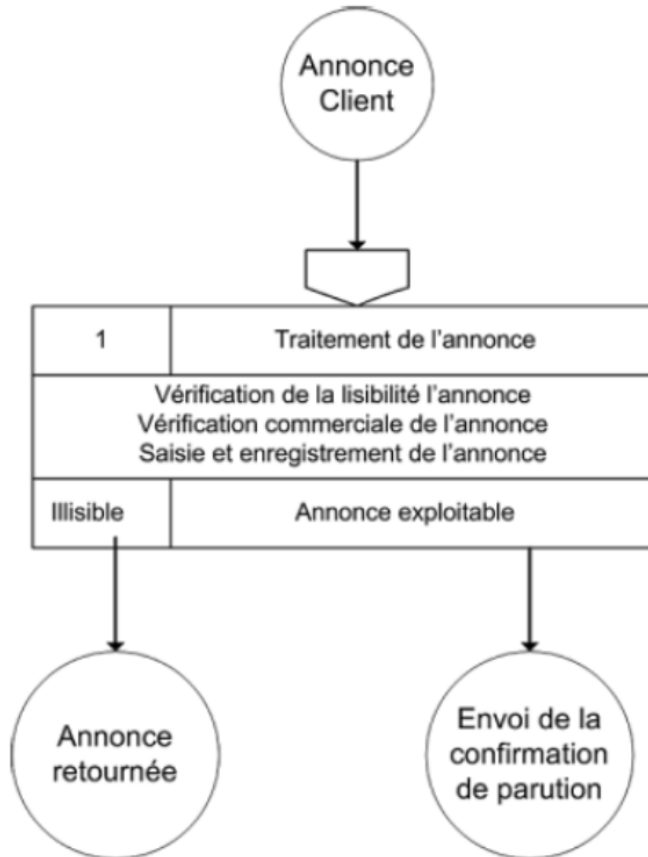 Annonce
Client
1
Traitement de l'annonce
Vérification de la lisibilité l'annonce
Vérification commerciale de l'annonce
Saisie et enregistrement de l'annonce
Illisible
Annonce exploitable
Annonce
retournée
Envoi de la
confirmation
de parution